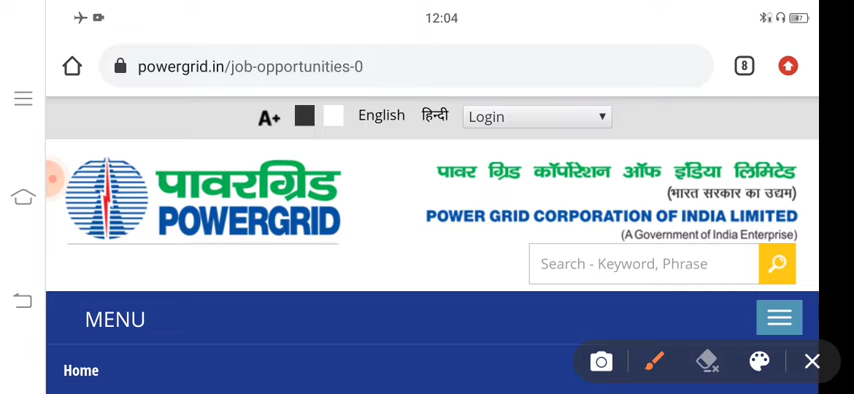 12:04
87
powergrid.in/job-opportunities-0
8
A+
English
हिन्दी
Login
पावरग्रिड
POWERGRID
पावर ग्रिड कॉर्पोरेशन ऑफ इंडिया लिमिटेड
(भारत सरकार का उद्यम)
POWER GRID CORPORATION OF INDIA LIMITED
(A Government of India Enterprise)
Search - Keyword, Phrase
MENU
Home